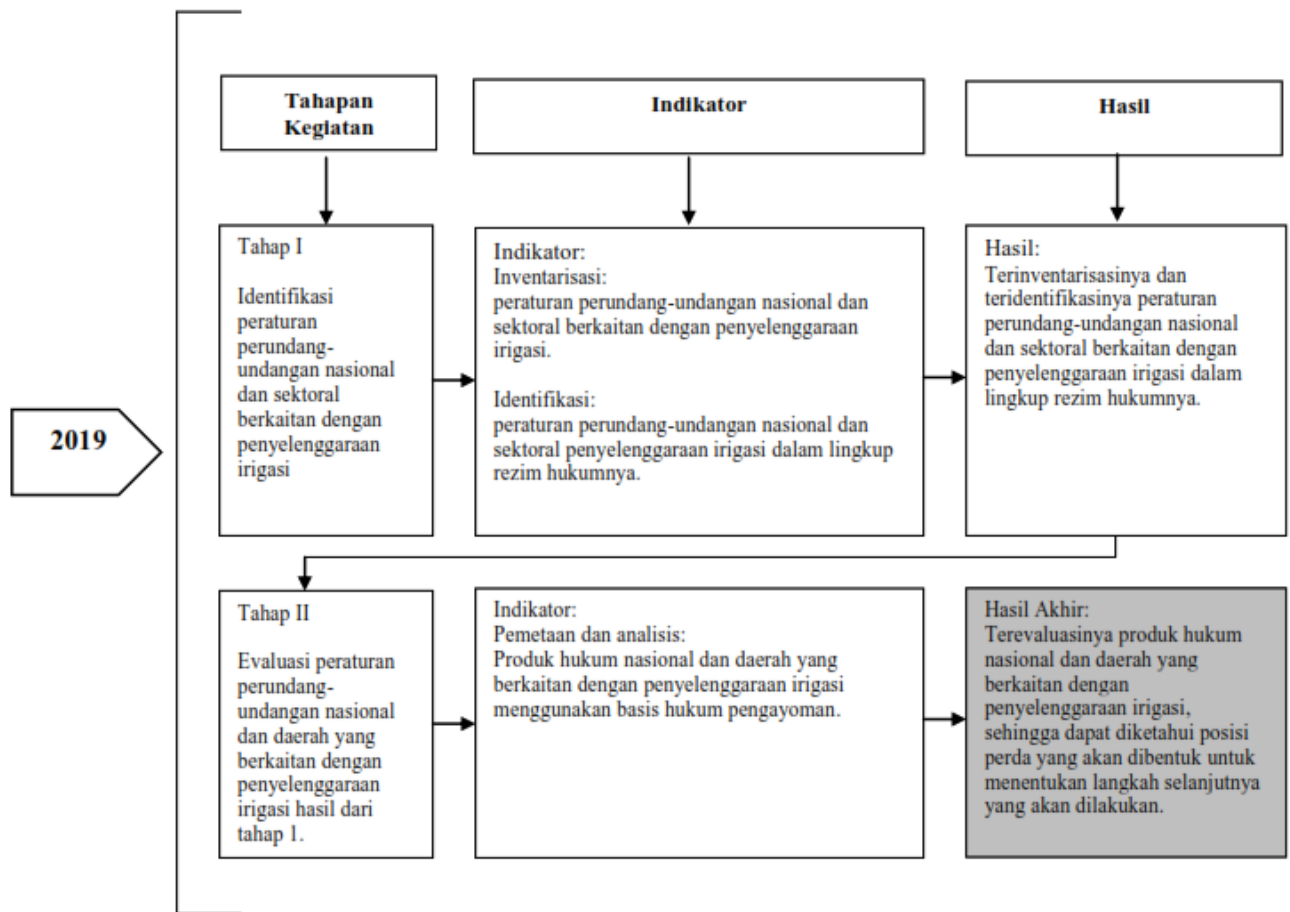 Tahapan
Kegiatan
Indikator
Hasil
2019
Tahap I
Identifikasi
peraturan
perundang-
undangan nasional
dan sektoral
berkaitan dengan
penyelenggaraan
irigasi
Indikator:
Inventarisasi:
peraturan perundang-undangan nasional dan
sektoral berkaitan dengan penyelenggaraan
irigasi.
Identifikasi:
peraturan perundang-undangan nasional dan
sektoral penyelenggaraan irigasi dalam lingkup
rezim hukumnya.
Hasil:
Terinventarisasinya dan
teridentifikasinya peraturan
perundang-undangan nasional
dan sektoral berkaitan dengan
penyelenggaraan irigasi dalam
lingkup rezim hukumnya.
Tahap II
Evaluasi peraturan
perundang-
undangan nasional
dan daerah yang
berkaitan dengan
penyelenggaraan
irigasi hasil dari
tahap 1.
Indikator:
Pemetaan dan analisis:
Produk hukum nasional dan daerah yang
berkaitan dengan penyelenggaraan irigasi
menggunakan basis hukum pengayoman.
Hasil Akhir:
Terevaluasinya produk hukum
nasional dan daerah yang
berkaitan dengan
penyelenggaraan irigasi,
sehingga dapat diketahui posisi
perda yang akan dibentuk untuk
menentukan langkah selanjutnya
yang akan dilakukan.